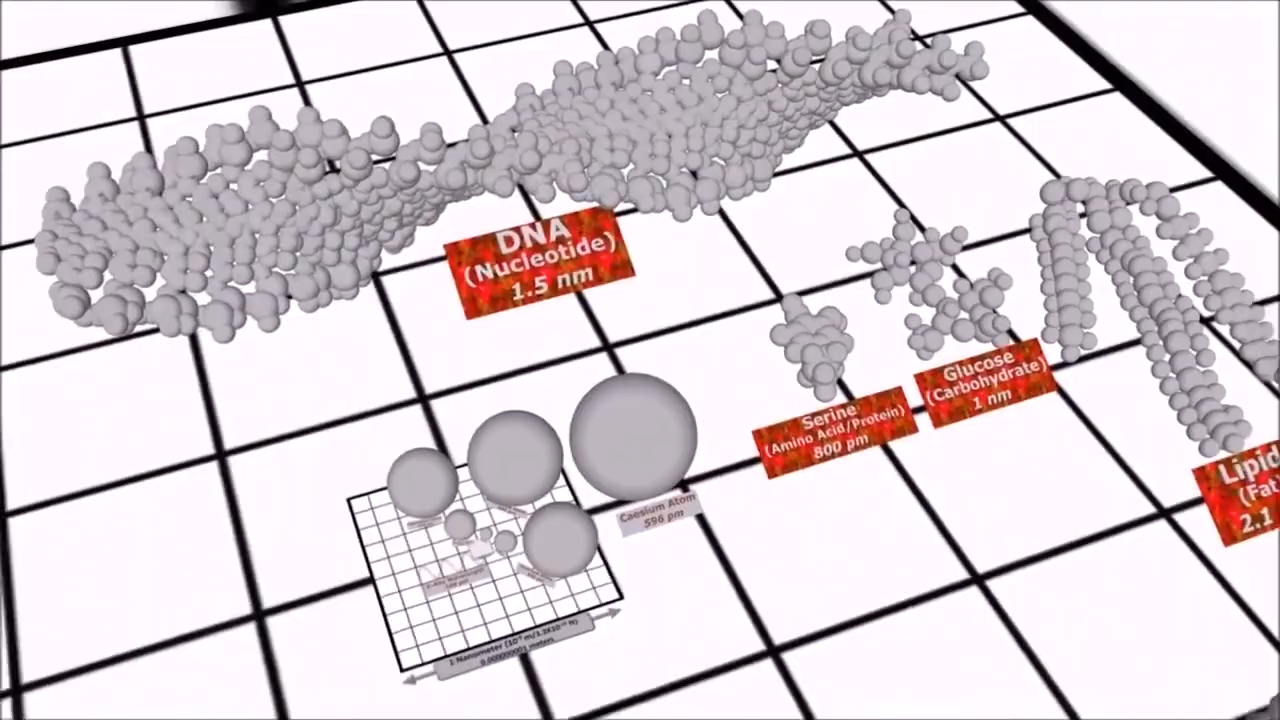 DNA
(Nucleotide)
1.5 nm
Glucose
(Carbohydrate)
1 nm
Serine
(Amino Acid/Protein)
800 pm
Lipid
(Fat
2.1
Caesium Atom
596 pm
1 Nanometer
0.000000001 meters